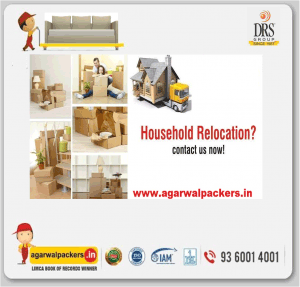 DRS
GROUP
SINCE 1967
Household Relocation?
contact us now!
www.agarwalpackers.in
agarwalpackers.in
LIMCA BOOK OF RECORDS WINNER
IAM
93 6001 4001